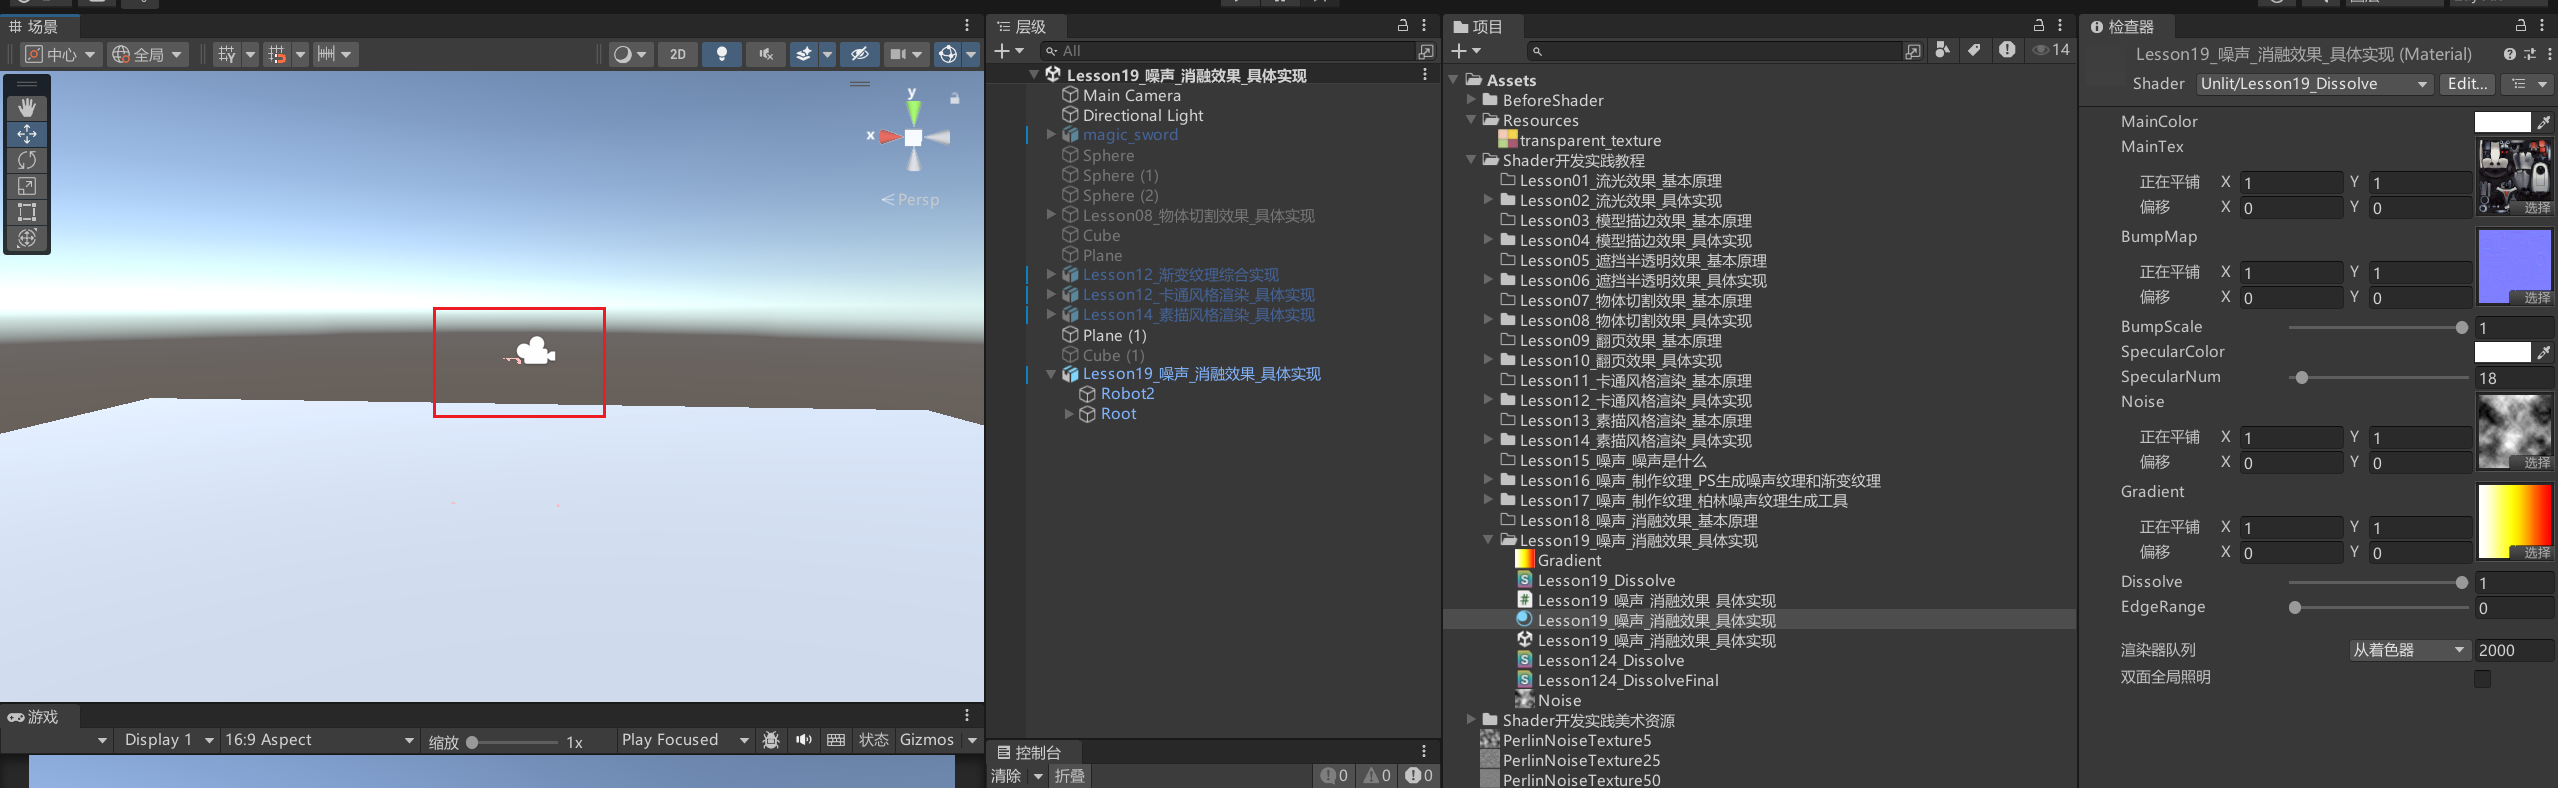 场景
中心
全局
2D
y
x
Persp
层级
All
Lesson19_噪声_消融效果_具体实现
Main Camera
Directional Light
magic_sword
Sphere
Sphere (1)
Sphere (2)
Lesson08_物体切割效果_具体实现
Cube
Plane
Lesson12_渐变纹理综合实现
Lesson12_卡通风格渲染_具体实现
Lesson14_素描风格渲染_具体实现
Plane (1)
Cube (1)
Lesson19_噪声_消融效果_具体实现
Robot2
Root
项目
14
Assets
BeforeShader
Resources
transparent_texture
Shader开发实践教程
Lesson01_流光效果_基本原理
Lesson02_流光效果_具体实现
Lesson03_模型描边效果_基本原理
Lesson04_模型描边效果_具体实现
Lesson05_遮挡半透明效果_基本原理
Lesson06_遮挡半透明效果_具体实现
Lesson07_物体切割效果_基本原理
Lesson08_物体切割效果_具体实现
Lesson09_翻页效果_基本原理
Lesson10_翻页效果_具体实现
Lesson11_卡通风格渲染_基本原理
Lesson12_卡通风格渲染_具体实现
Lesson13_素描风格渲染_基本原理
Lesson14_素描风格渲染_具体实现
Lesson15_噪声_噪声是什么
Lesson16_噪声_制作纹理_PS生成噪声纹理和渐变纹理
Lesson17_噪声_制作纹理_柏林噪声纹理生成工具
Lesson18_噪声_消融效果_基本原理
Lesson19_噪声_消融效果_具体实现
Gradient
Lesson19_Dissolve
Lesson19_噪声_消融效果_具体实现
Lesson19_噪声_消融效果_具体实现
Lesson19_噪声_消融效果_具体实现
Lesson124_Dissolve
Lesson124_DissolveFinal
Noise
Shader开发实践美术资源
PerlinNoiseTexture5
PerlinNoiseTexture25
PerlinNoiseTexture50
检查器
Lesson19_噪声_消融效果_具体实现 (Material)
Shader Unlit/Lesson19_Dissolve Edit...
MainColor
MainTex
正在平铺 X 1 Y 1
偏移 X 0 Y 0 选择
BumpMap
正在平铺 X 1 Y 1
偏移 X 0 Y 0 选择
BumpScale 1
SpecularColor
SpecularNum 18
Noise
正在平铺 X 1 Y 1
偏移 X 0 Y 0 选择
Gradient
正在平铺 X 1 Y 1
偏移 X 0 Y 0 选择
Dissolve 1
EdgeRange 0
渲染器队列 从着色器 2000
双面全局照明
游戏
Display 1 16:9 Aspect 缩放 1x Play Focused 状态 Gizmos
控制台
清除 折叠 0 0 0